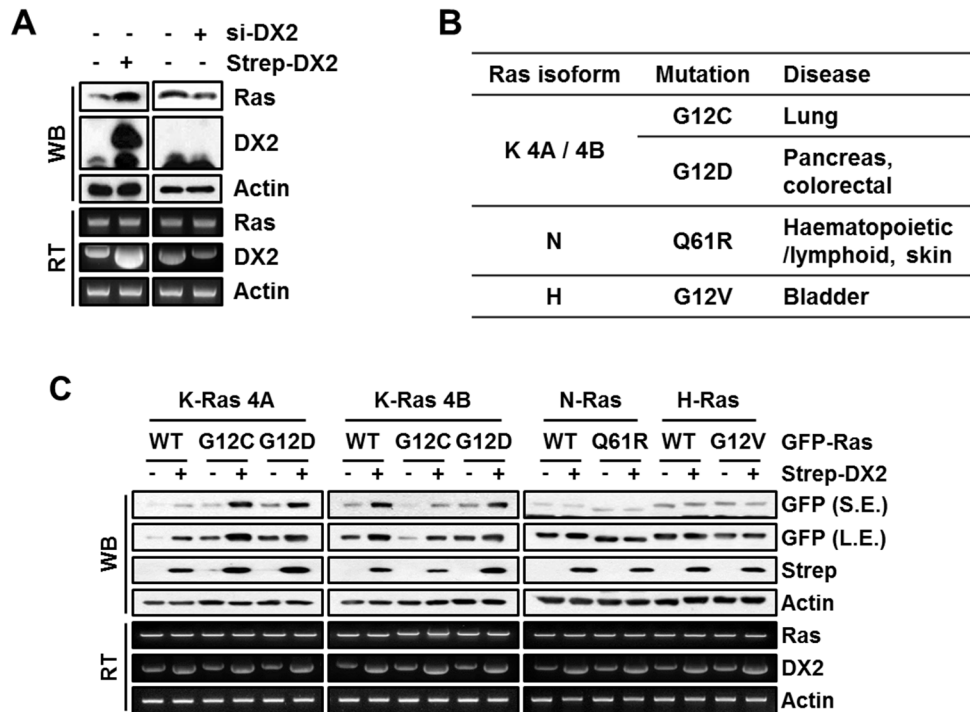 A
- - - + si-DX2
- + - - Strep-DX2
WB
Ras
DX2
Actin
RT
Ras
DX2
Actin
B
Ras isoform Mutation Disease
K 4A / 4B G12C Lung
G12D Pancreas,
colorectal
N Q61R Haematopoietic
/lymphoid, skin
H G12V Bladder
C
K-Ras 4A K-Ras 4B N-Ras H-Ras
WT G12C G12D WT G12C G12D WT Q61R WT G12V GFP-Ras
- + - + - + - + - + - + - + - + - + - + Strep-DX2
WB
GFP (S.E.)
GFP (L.E.)
Strep
Actin
RT
Ras
DX2
Actin